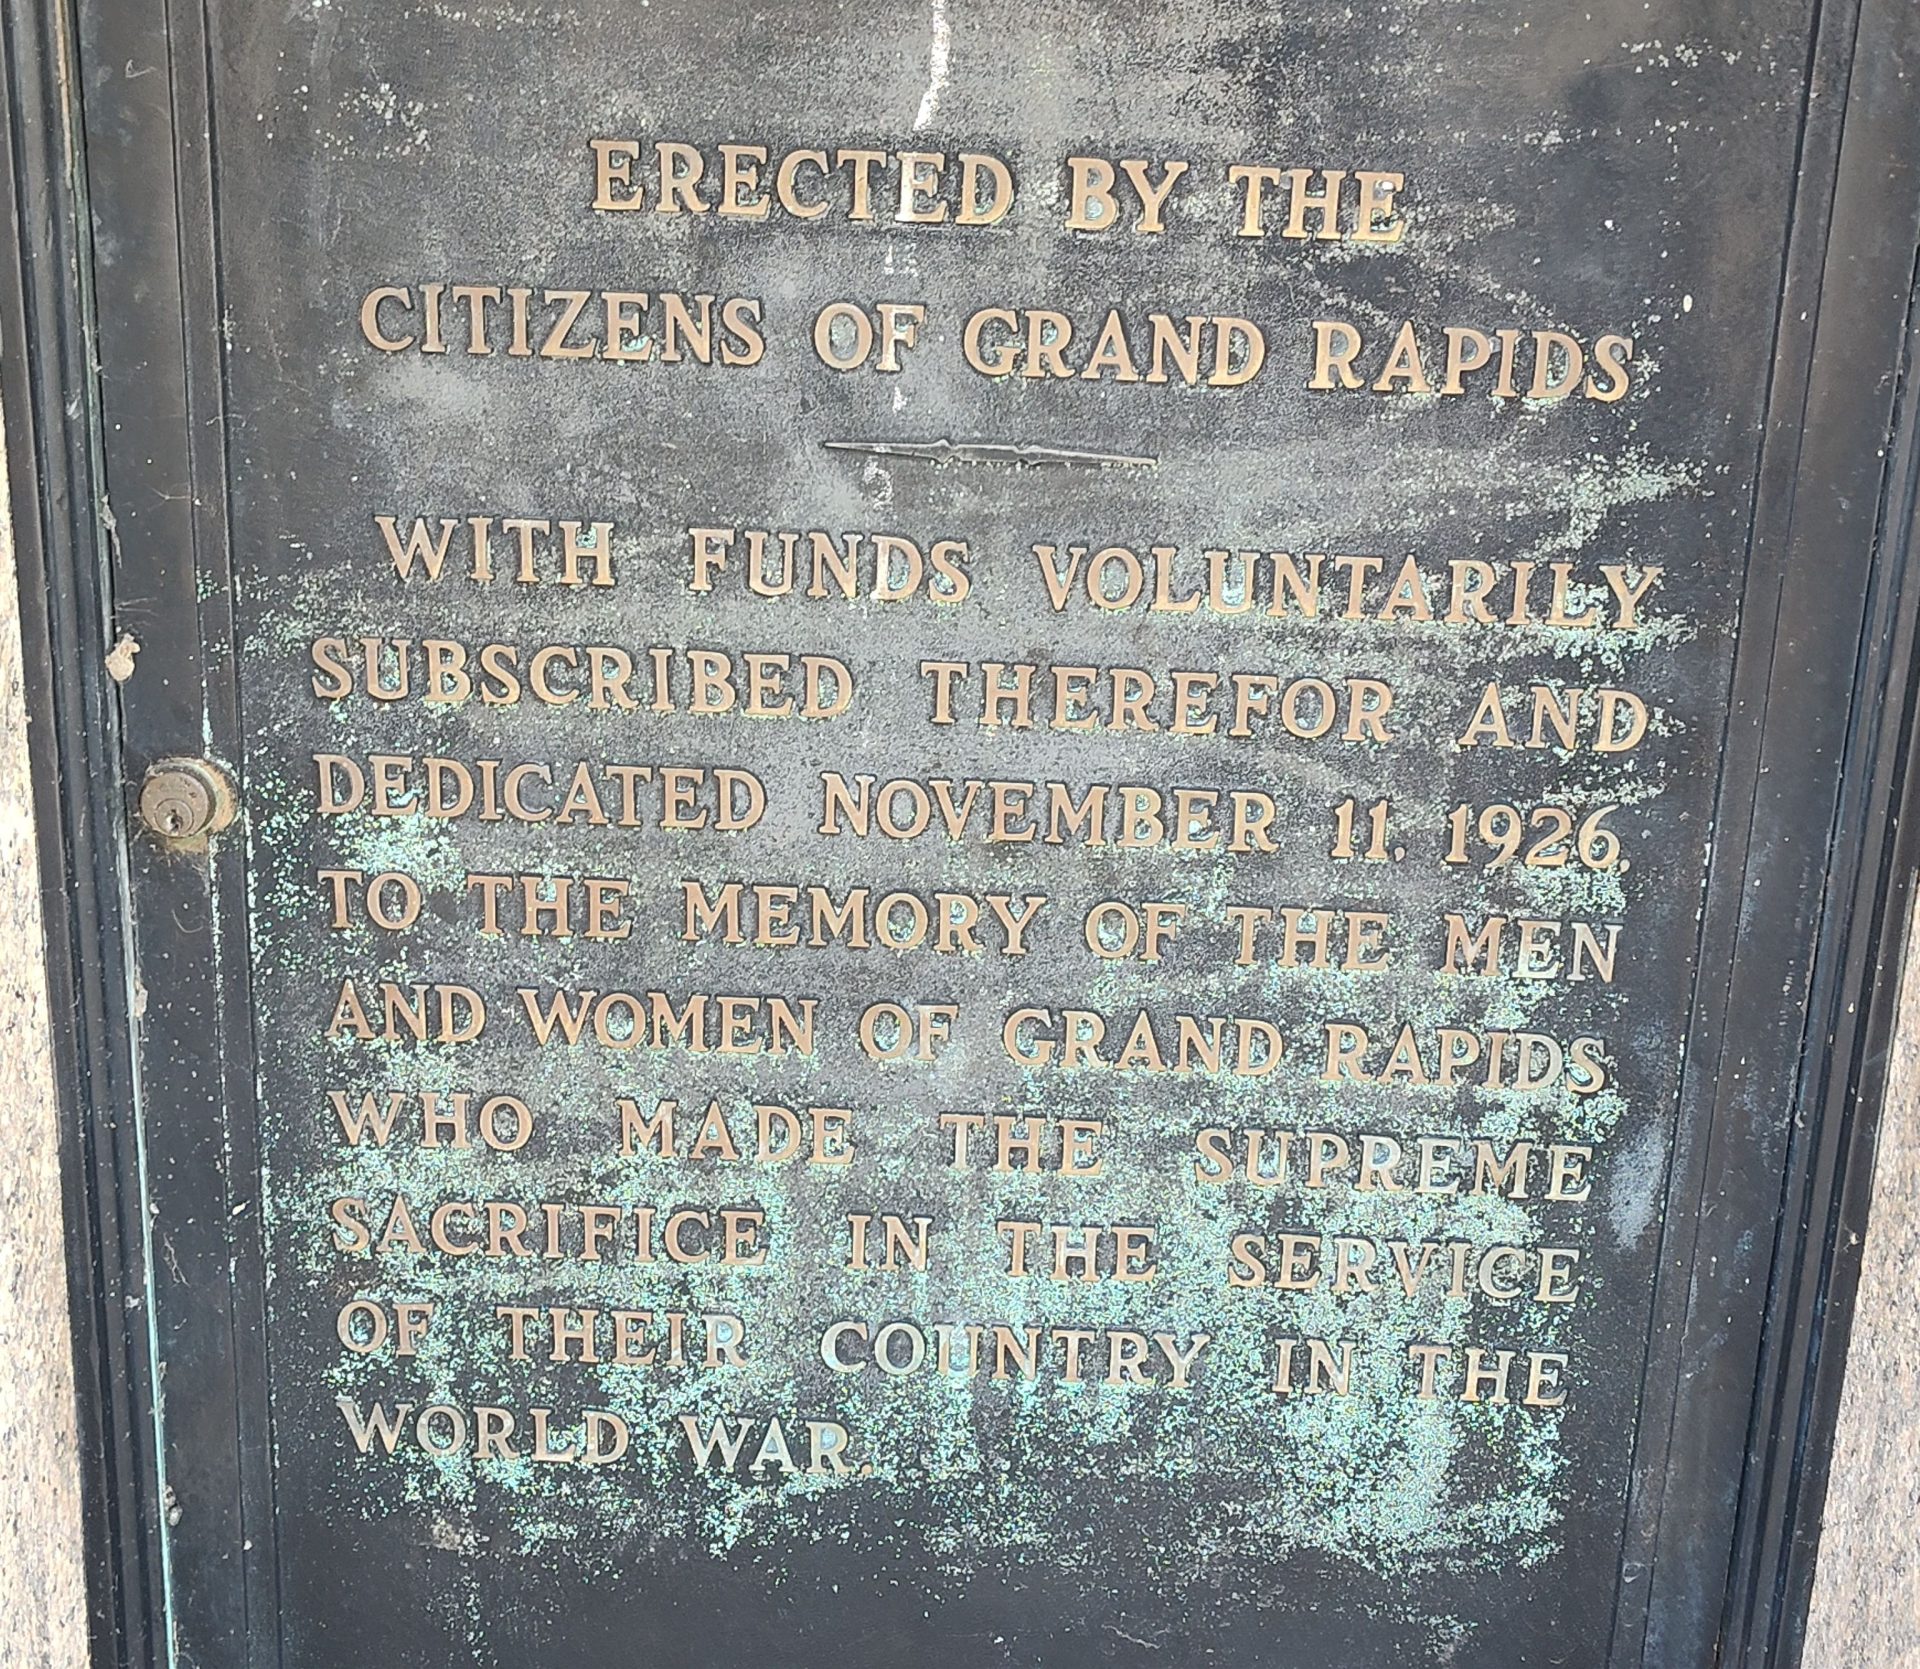 ERECTED BY THE
CITIZENS OF GRAND RAPIDS
WITH FUNDS VOLUNTARILY
SUBSCRIBED THEREFOR AND
DEDICATED NOVEMBER 11, 1926,
TO THE MEMORY OF THE MEN
AND WOMEN OF GRAND RAPIDS
WHO MADE THE SUPREME
SACRIFICE IN THE SERVICE
OF THEIR COUNTRY IN THE
WORLD WAR.